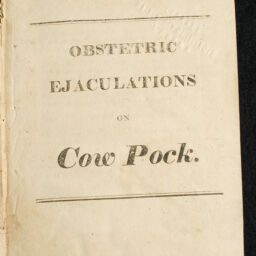 OBSTETRIC
EJACULATIONS
ON
Cow Pock.